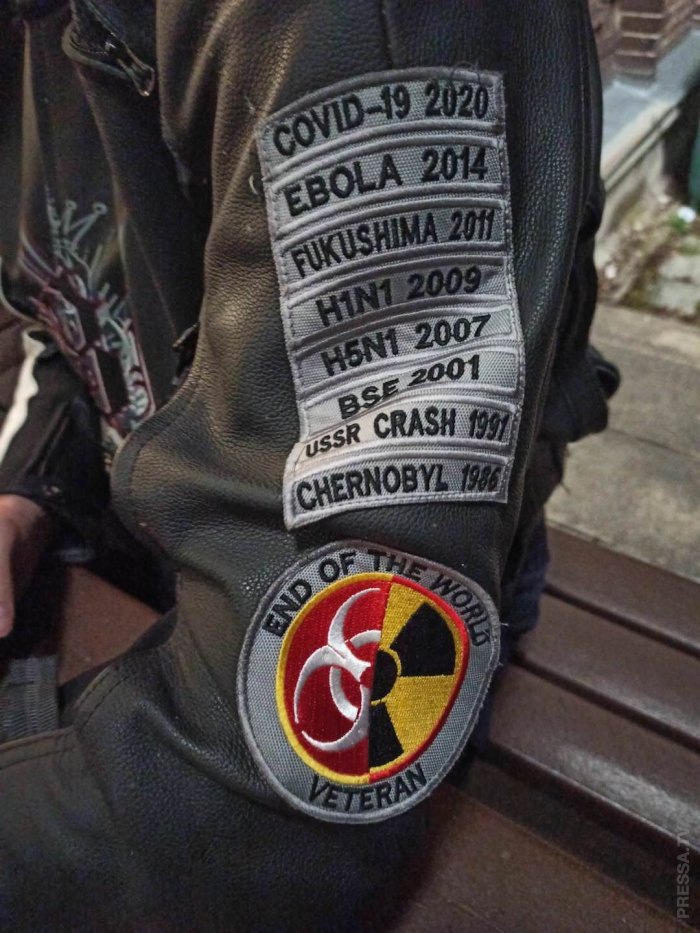 COVID-19 2020
EBOLA 2014
FUKUSHIMA 2011
H1N1 2009
H5N1 2007
BSE 2001
USSR CRASH 1991
CHERNOBYL 1986
END OF THE WORLD
VETERAN
PRESSA.TV